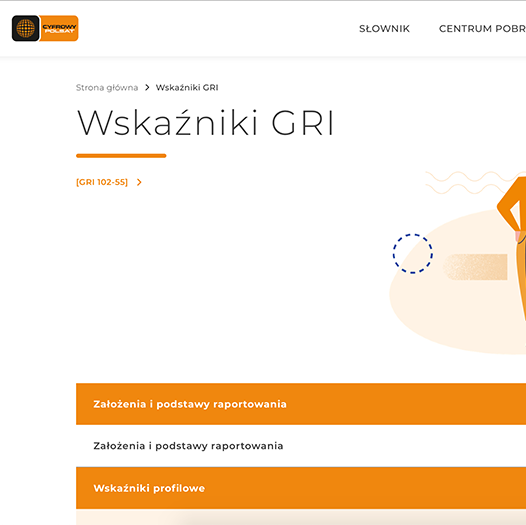 CYFROWY
POLSAT
SŁOWNIK
CENTRUM POBR
Strona główna > Wskaźniki GRI
Wskaźniki GRI
[GRI 102-55] >
Założenia i podstawy raportowania
Założenia i podstawy raportowania
Wskaźniki profilowe